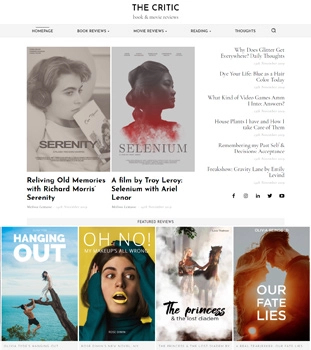 THE CRITIC
book & movie reviews
HOMEPAGE
BOOK REVIEWS
MOVIE REVIEWS
READING
THOUGHTS
SERENITY
SELENIUM
Reliving Old Memories
with Richard Morris'
Serenity
A film by Troy Leroy:
Selenium with Ariel
Lenor
Why Does Glitter Get
Everywhere? Daily Thoughts
Dye Your Life: Blue is a Hair
Color Today
What Kind of Video Games Amm
I Into: Answers?
House Plants I have and How I
take Care of Them
Remembering my Past Self &
Decisions: Acceptance
Freakshow: Gravity Lane by Emily
Levind
FEATURED REVIEWS
HANGING
OUT
OH, NO!
MY MAKEUP'S ALL WRONG!
The princess
& the lost diadem
OUR
FATE
LIES